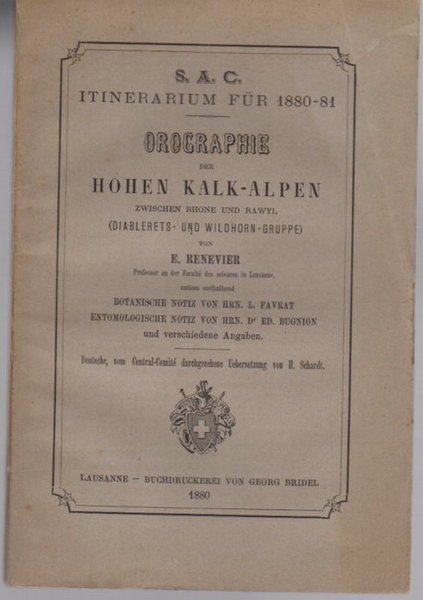 S. A. C.
ITINERARIUM FÜR 1880-81
OROGRAPHIE
DER
HOHEN KALK-ALPEN
ZWISCHEN RHONE UND RAWYL
(DIABLERETS- UND WILDHORN-GRUPPE)
VON
E. RENEVIER
Professor an der Faculté des sciences in Lausanne,
zudem enthaltend
BOTANISCHE NOTIZ VON HRN. L. FAVRAT
ENTOMOLOGISCHE NOTIZ VON HRN. Dr ED. BUGNION
und verschiedene Angaben.
Deutsche, vom Central-Comité durchgesehene Uebersetzung von H. Schardt.
LAUSANNE — BUCHDRUCKEREI VON GEORG BRIDEL
1880